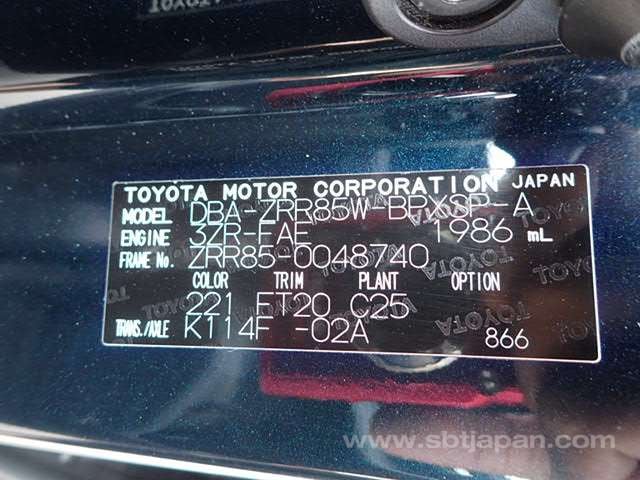 TOYOTA MOTOR CORPORATION JAPAN
MODEL DBA-ZRR85W-BPXSP-A
ENGINE 3ZR-FAE 1986 mL
FRAME No. ZRR85-0048740
COLOR TRIM PLANT OPTION
221 FT20 C25
TRANS./AXLE K114F -02A 866
www.sbtjapan.com